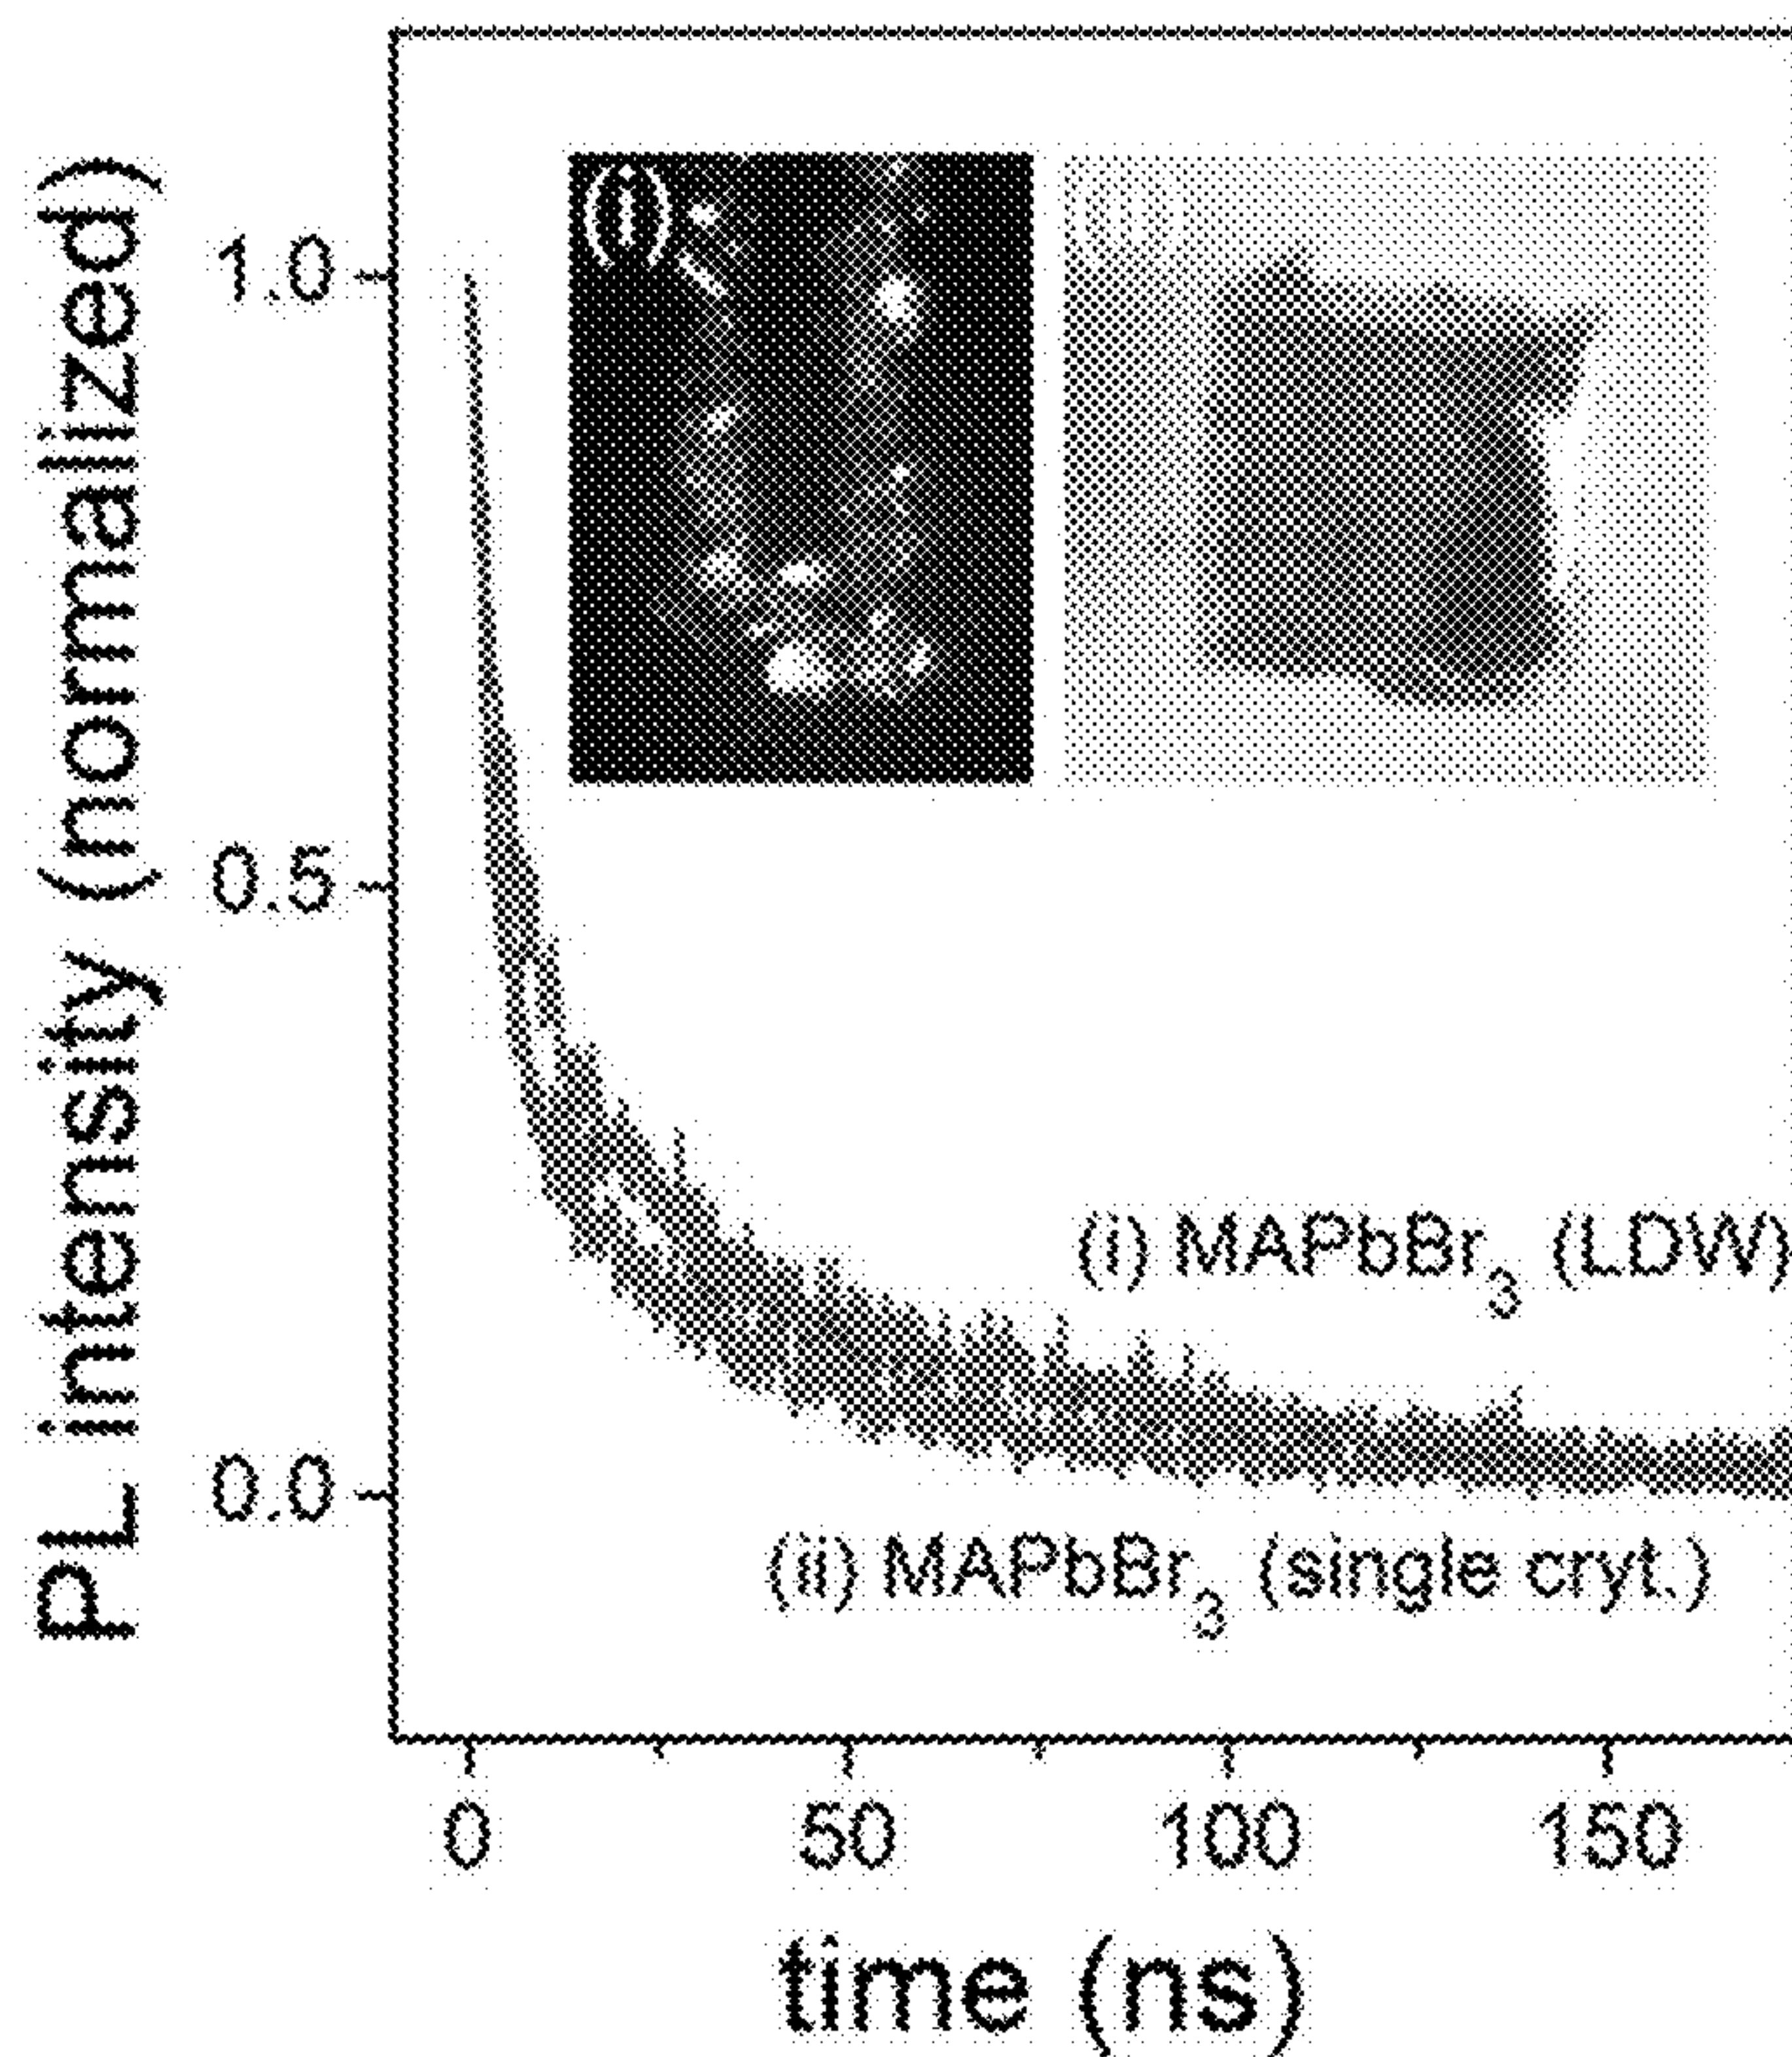 PL intensity (normalized)
1.0
0.5
0.0
(i)
(i) MAPbBr3 (LDW)
(ii) MAPbBr3 (single cryt.)
0 50 100 150
time (ns)